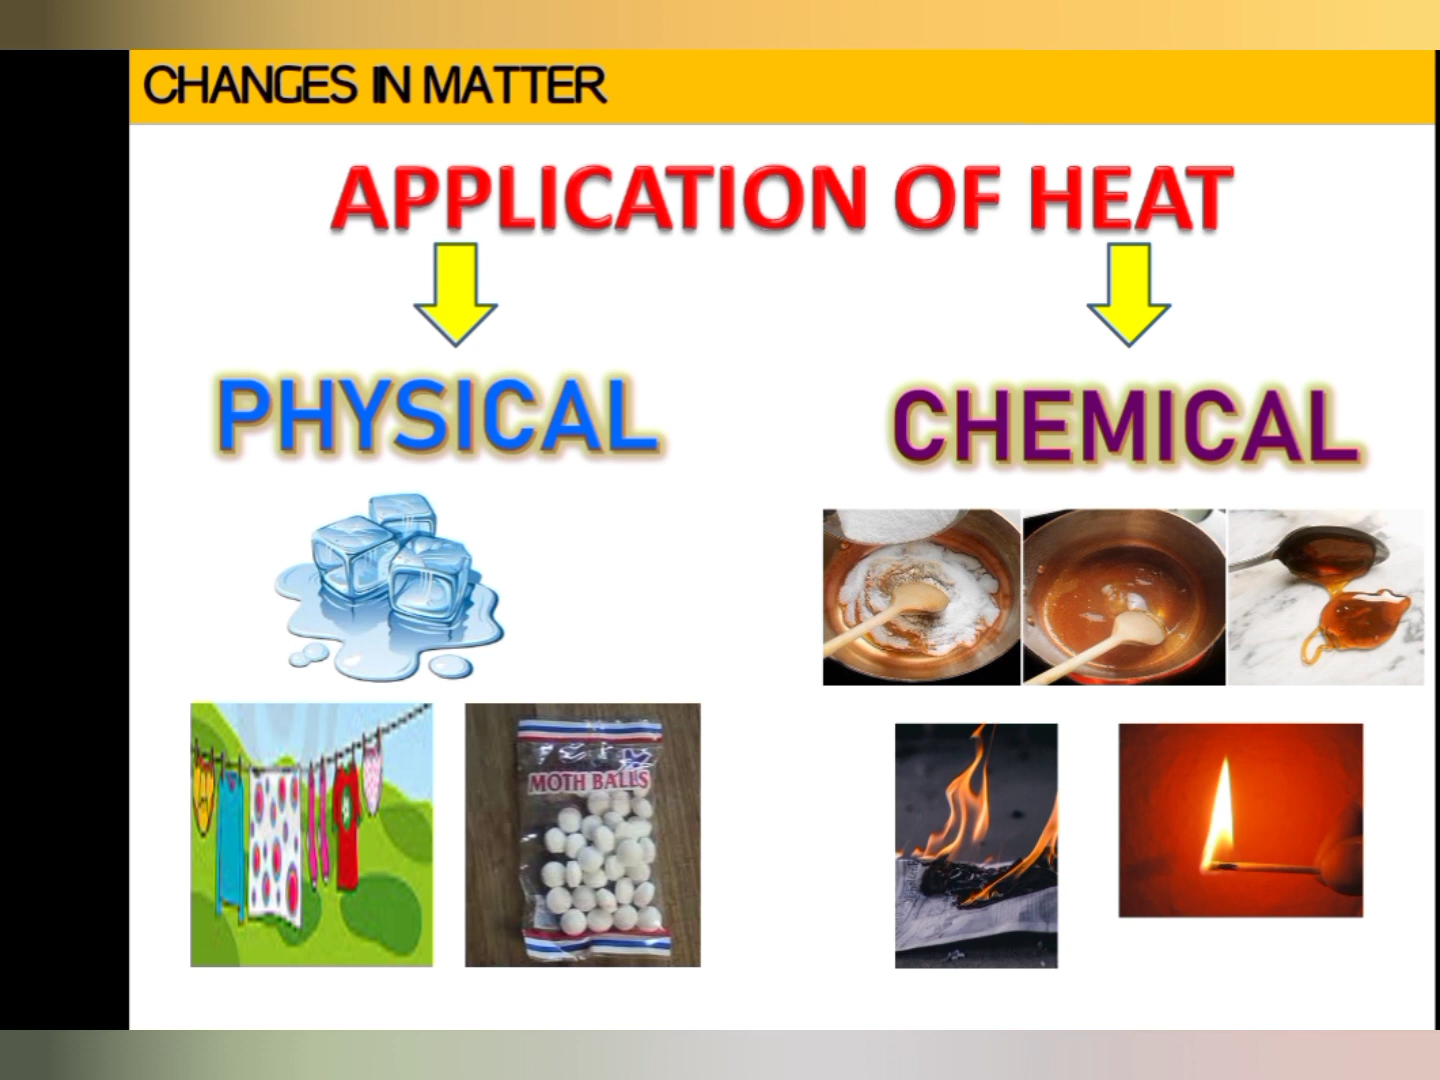 CHANGES IN MATTER
APPLICATION OF HEAT
PHYSICAL
CHEMICAL
MOTH BALLS